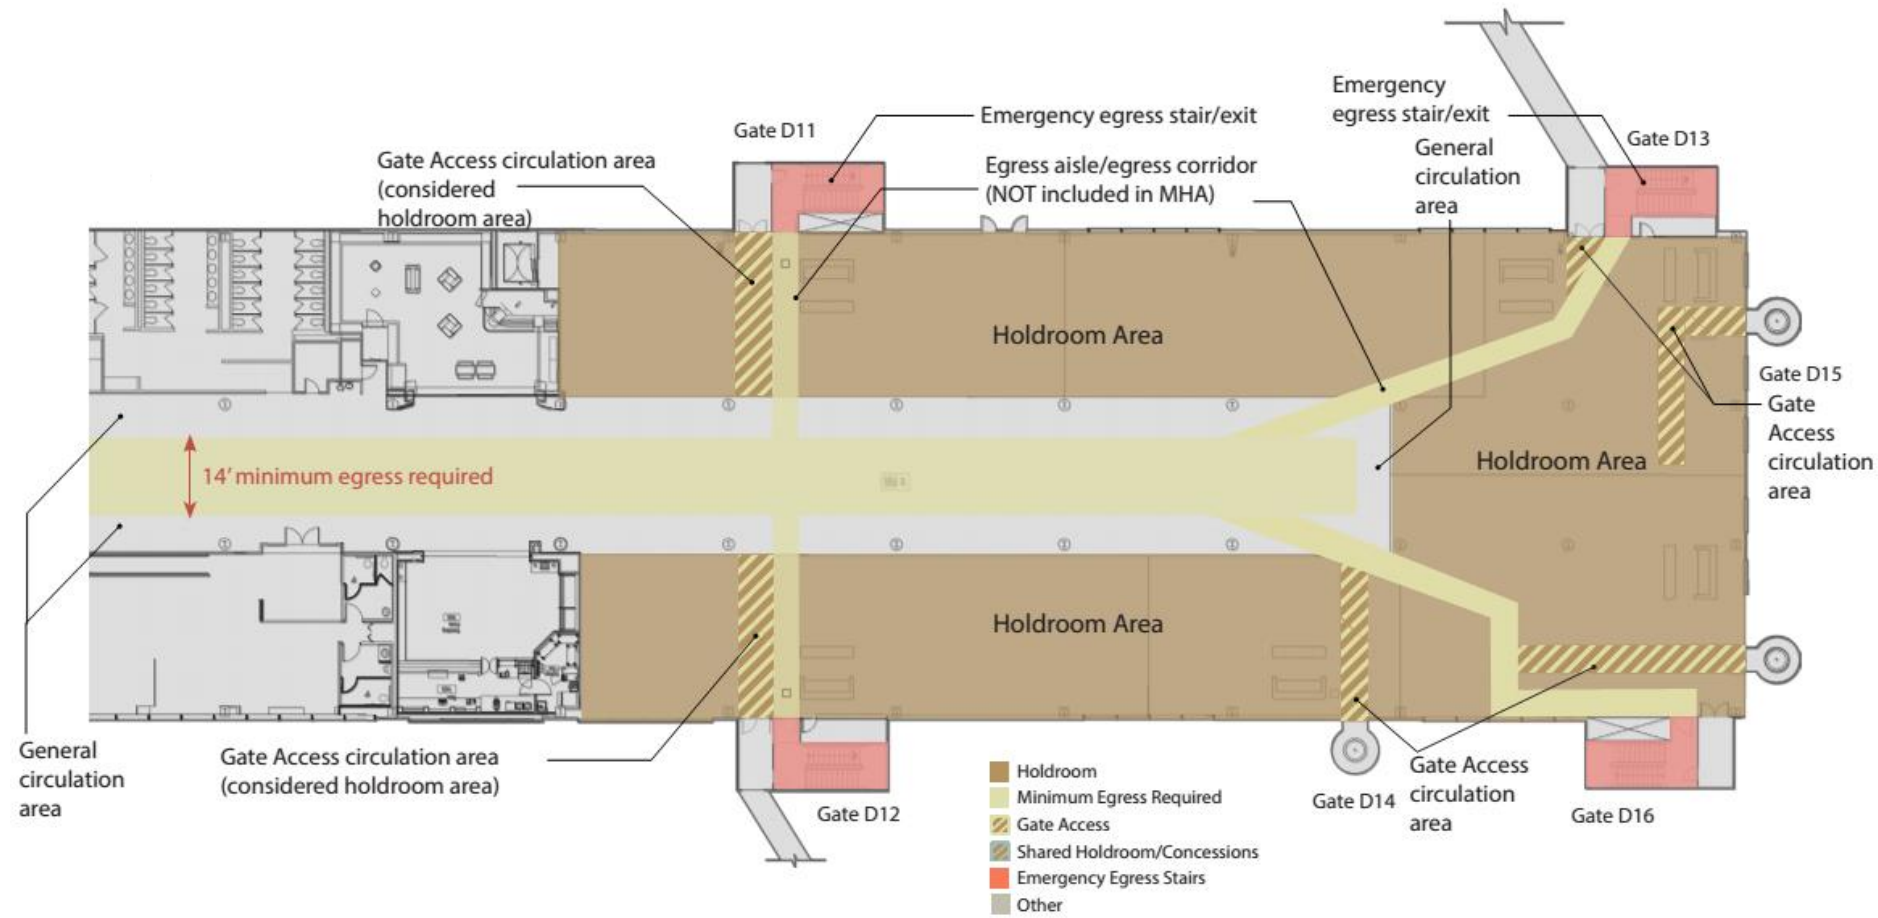 Emergency
egress stair/exit
Gate D11
Emergency egress stair/exit
Gate D13
General
circulation
area
Gate Access circulation area
(considered
holdroom area)
Egress aisle/egress corridor
(NOT included in MHA)
Holdroom Area
Gate D15
Gate
Access
circulation
area
Holdroom Area
14' minimum egress required
Holdroom Area
General
circulation
area
Gate Access circulation area
(considered holdroom area)
Gate D12
Holdroom
Minimum Egress Required
Gate Access
Shared Holdroom/Concessions
Emergency Egress Stairs
Other
Gate D14
Gate Access
circulation
area
Gate D16